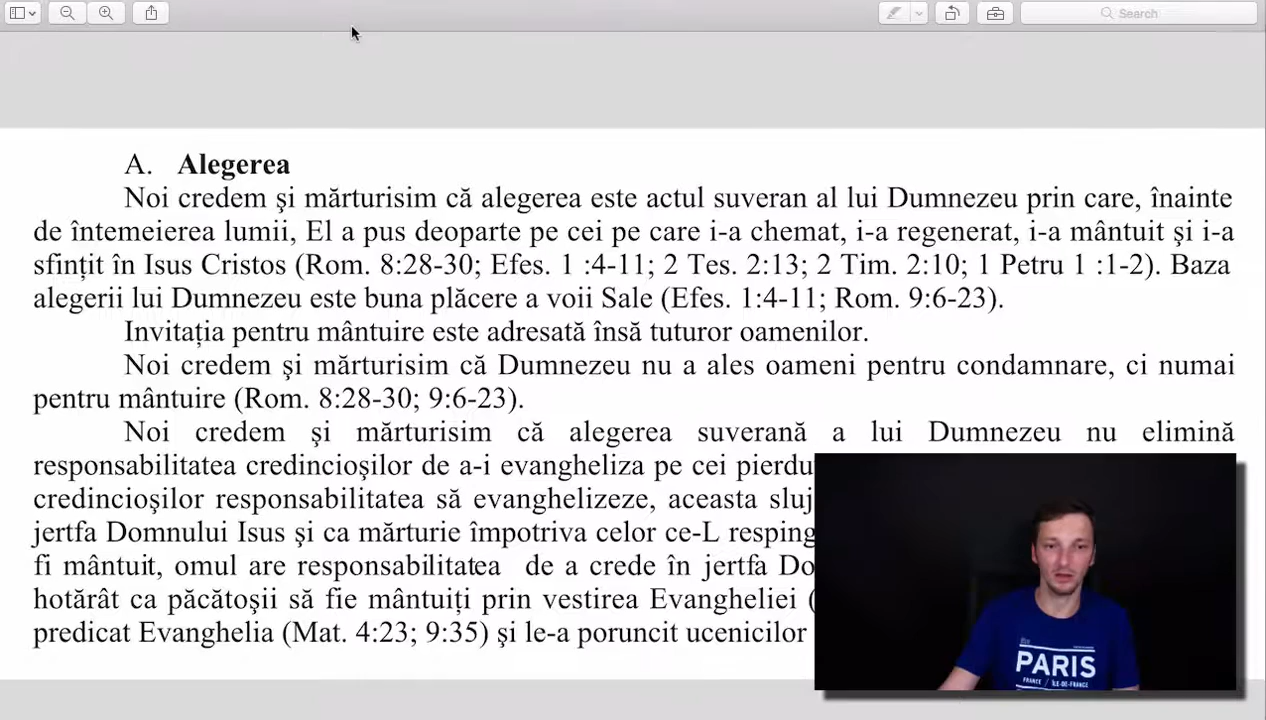 Search
A. Alegerea
Noi credem şi mărturisim că alegerea este actul suveran al lui Dumnezeu prin care, înainte
de întemeierea lumii, El a pus deoparte pe cei pe care i-a chemat, i-a regenerat, i-a mântuit şi i-a
sfinţit în Isus Cristos (Rom. 8:28-30; Efes. 1 :4-11; 2 Tes. 2:13; 2 Tim. 2:10; 1 Petru 1 :1-2). Baza
alegerii lui Dumnezeu este buna plăcere a voii Sale (Efes. 1:4-11; Rom. 9:6-23).
Invitaţia pentru mântuire este adresată însă tuturor oamenilor.
Noi credem şi mărturisim că Dumnezeu nu a ales oameni pentru condamnare, ci numai
pentru mântuire (Rom. 8:28-30; 9:6-23).
Noi credem şi mărturisim că alegerea suverană a lui Dumnezeu nu elimină
responsabilitatea credincioşilor de a-i evangheliza pe cei
credincioşilor responsabilitatea să evanghelizeze, aceasta
jertfa Domnului Isus şi ca mărturie împotriva celor ce-L
fi mântuit, omul are responsabilitatea de a crede în jertfa
hotărât ca păcătoşii să fie mântuiţi prin vestirea Evangheliei (
predicat Evanghelia (Mat. 4:23; 9:35) şi le-a poruncit ucenicilor
PARIS
FRANCE / ÎLE-DE-FRANCE